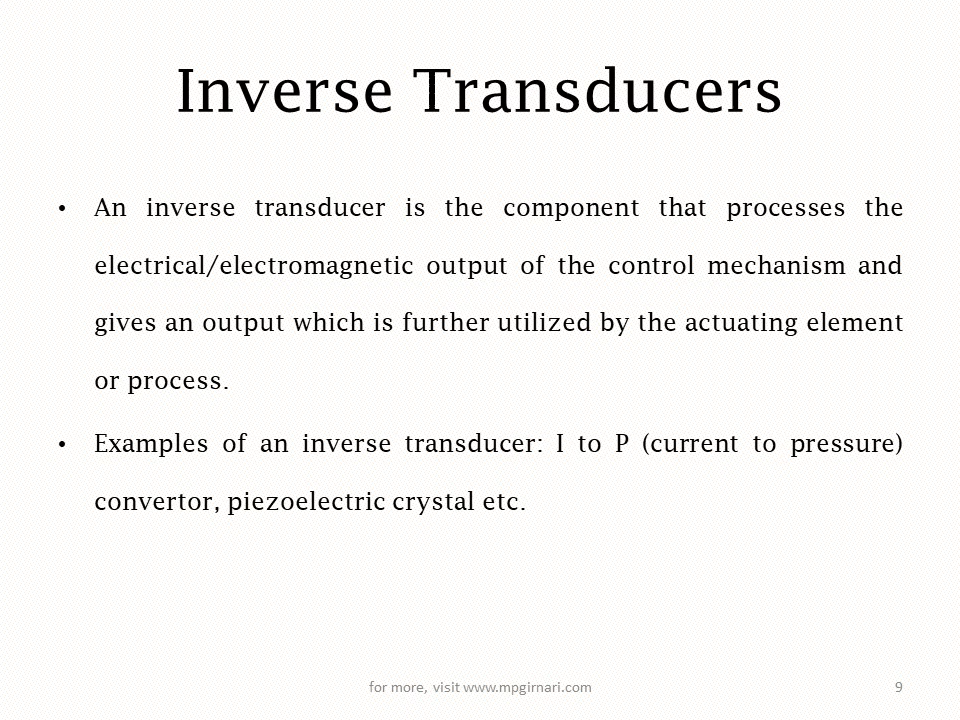 Inverse Transducers
• An inverse transducer is the component that processes the
electrical/electromagnetic output of the control mechanism and
gives an output which is further utilized by the actuating element
or process.
• Examples of an inverse transducer: I to P (current to pressure)
convertor, piezoelectric crystal etc.
for more, visit www.mpgirnari.com 9